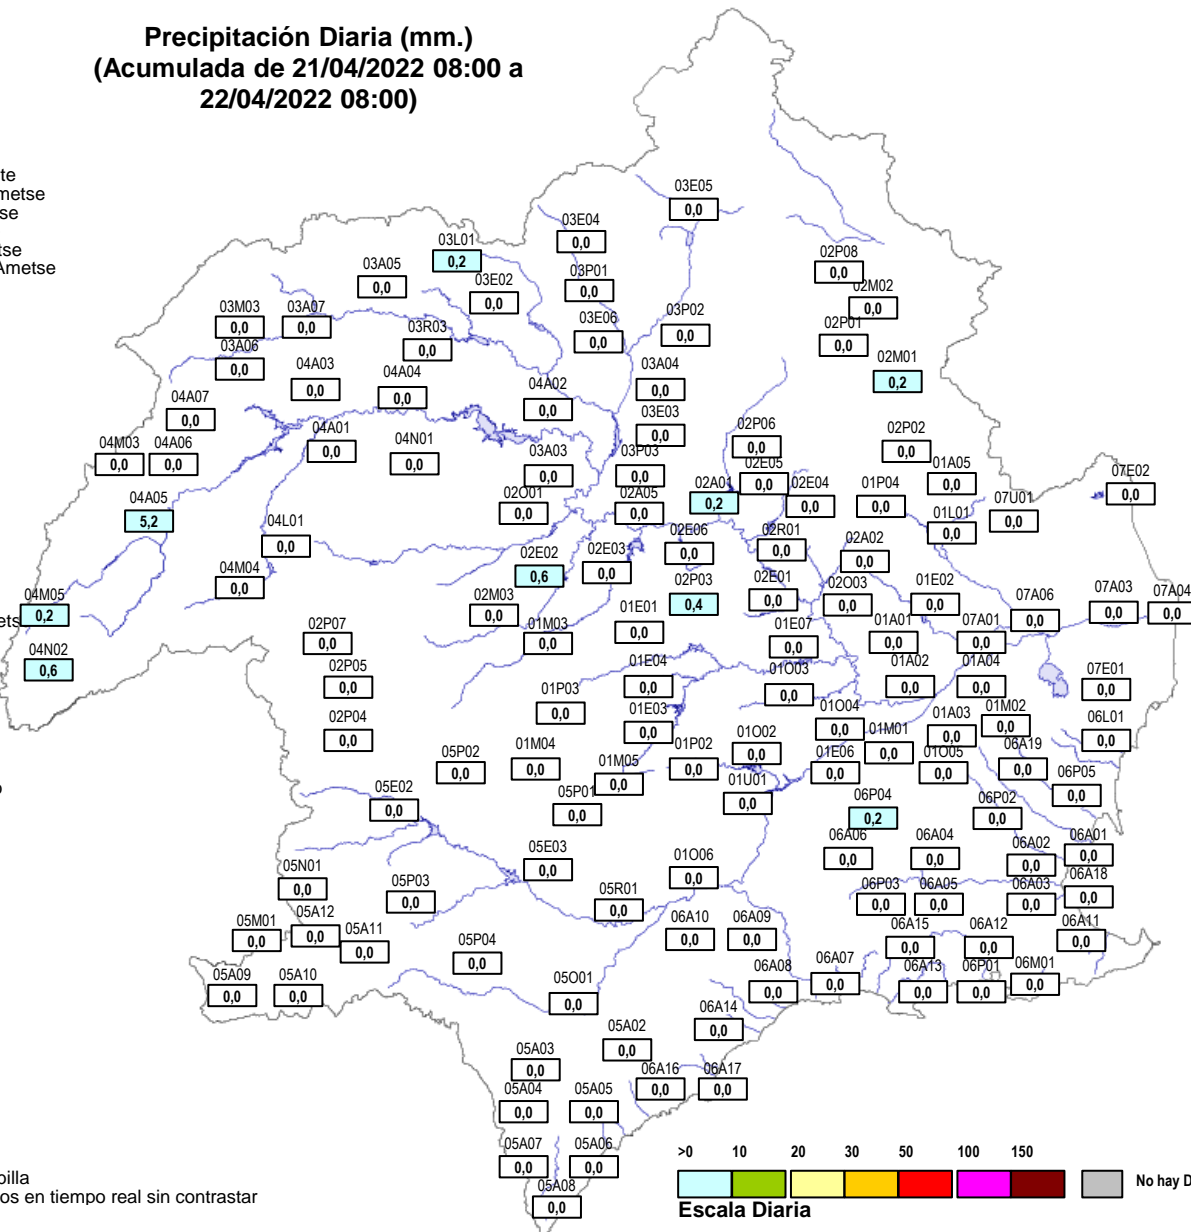 Precipitación Diaria (mm.)
(Acumulada de 21/04/2022 08:00 a
22/04/2022 08:00)
te
metse
se
tse
Ametse
03E05
0,0
03E04
0,0
03L01
0,2
02P08
0,0
03A05
0,0
03E02
0,0
03P01
0,0
02M02
0,0
03M03
0,0
03A07
0,0
03R03
0,0
03E06
0,0
03P02
0,0
02P01
0,0
03A06
0,0
02M01
0,2
04A03
0,0
04A04
0,0
04A02
0,0
03A04
0,0
04A07
0,0
03E03
0,0
04M03
0,0
04A06
0,0
04A01
0,0
04N01
0,0
02P06
0,0
02P02
0,0
03A03
0,0
03P03
0,0
02E05
0,0
01A05
0,0
07E02
0,0
04A05
5,2
02O01
0,0
02A05
0,0
02A01
0,2
02E04
0,0
01P04
0,0
07U01
0,0
01L01
0,0
04L01
0,0
02E06
0,0
02R01
0,0
02A02
0,0
04M04
0,0
02E02
0,6
02E03
0,0
04M05
0,2
ets
02M03
0,0
02P03
0,4
02E01
0,0
02O03
0,0
01E02
0,0
07A06
0,0
07A03
0,0
07A04
0,0
02P07
0,0
01M03
0,0
01E01
0,0
01E07
0,0
01A01
0,0
07A01
0,0
04N02
0,6
02P05
0,0
01E04
0,0
01O03
0,0
01A02
0,0
01A04
0,0
07E01
0,0
01P03
0,0
02P04
0,0
01E03
0,0
01O04
0,0
01A03
0,0
01M02
0,0
06L01
0,0
05P02
0,0
01M04
0,0
01M05
0,0
01P02
0,0
01O02
0,0
01E06
0,0
01M01
0,0
01O05
0,0
06A19
0,0
o
05E02
0,0
05P01
0,0
01U01
0,0
06P04
0,2
06P02
0,0
06P05
0,0
05E03
0,0
01O06
0,0
06A06
0,0
06A04
0,0
06A02
0,0
06A01
0,0
05N01
0,0
05P03
0,0
05R01
0,0
06P03
0,0
06A05
0,0
06A03
0,0
06A18
0,0
05M01
0,0
05A12
0,0
05A11
0,0
05P04
0,0
06A10
0,0
06A09
0,0
06A15
0,0
06A12
0,0
06A11
0,0
05A09
0,0
05A10
0,0
05O01
0,0
06A08
0,0
06A07
0,0
06A13
0,0
06P01
0,0
06M01
0,0
06A14
0,0
05A02
0,0
05A03
0,0
06A16
0,0
06A17
0,0
05A04
0,0
05A05
0,0
05A07
0,0
05A06
0,0
05A08
0,0
pilla
os en tiempo real sin contrastar
>0 10 20 30 50 100 150
No hay D
Escala Diaria